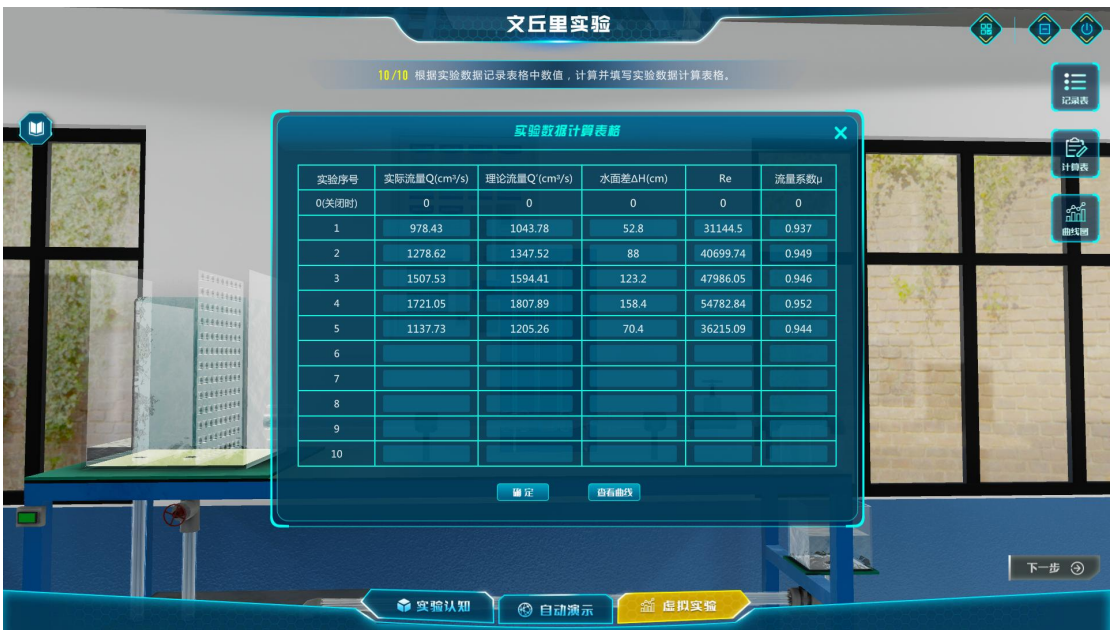 文丘里实验
10/10 根据实验数据记录表格中数值，计算并填写实验数据计算表格。
记录表
实验数据计算表格
计算表
实验序号 实际流量Q(cm³/s) 理论流量Q'(cm³/s) 水面差ΔH(cm) Re 流量系数μ
0(关闭时) 0 0 0 0 0
曲线图
1 978.43 1043.78 52.8 31144.5 0.937
2 1278.62 1347.52 88 40699.74 0.949
3 1507.53 1594.41 123.2 47986.05 0.946
4 1721.05 1807.89 158.4 54782.84 0.952
5 1137.73 1205.26 70.4 36215.09 0.944
6
7
8
9
10
确定 查看曲线
下一步
实验认知 自动演示 虚拟实验